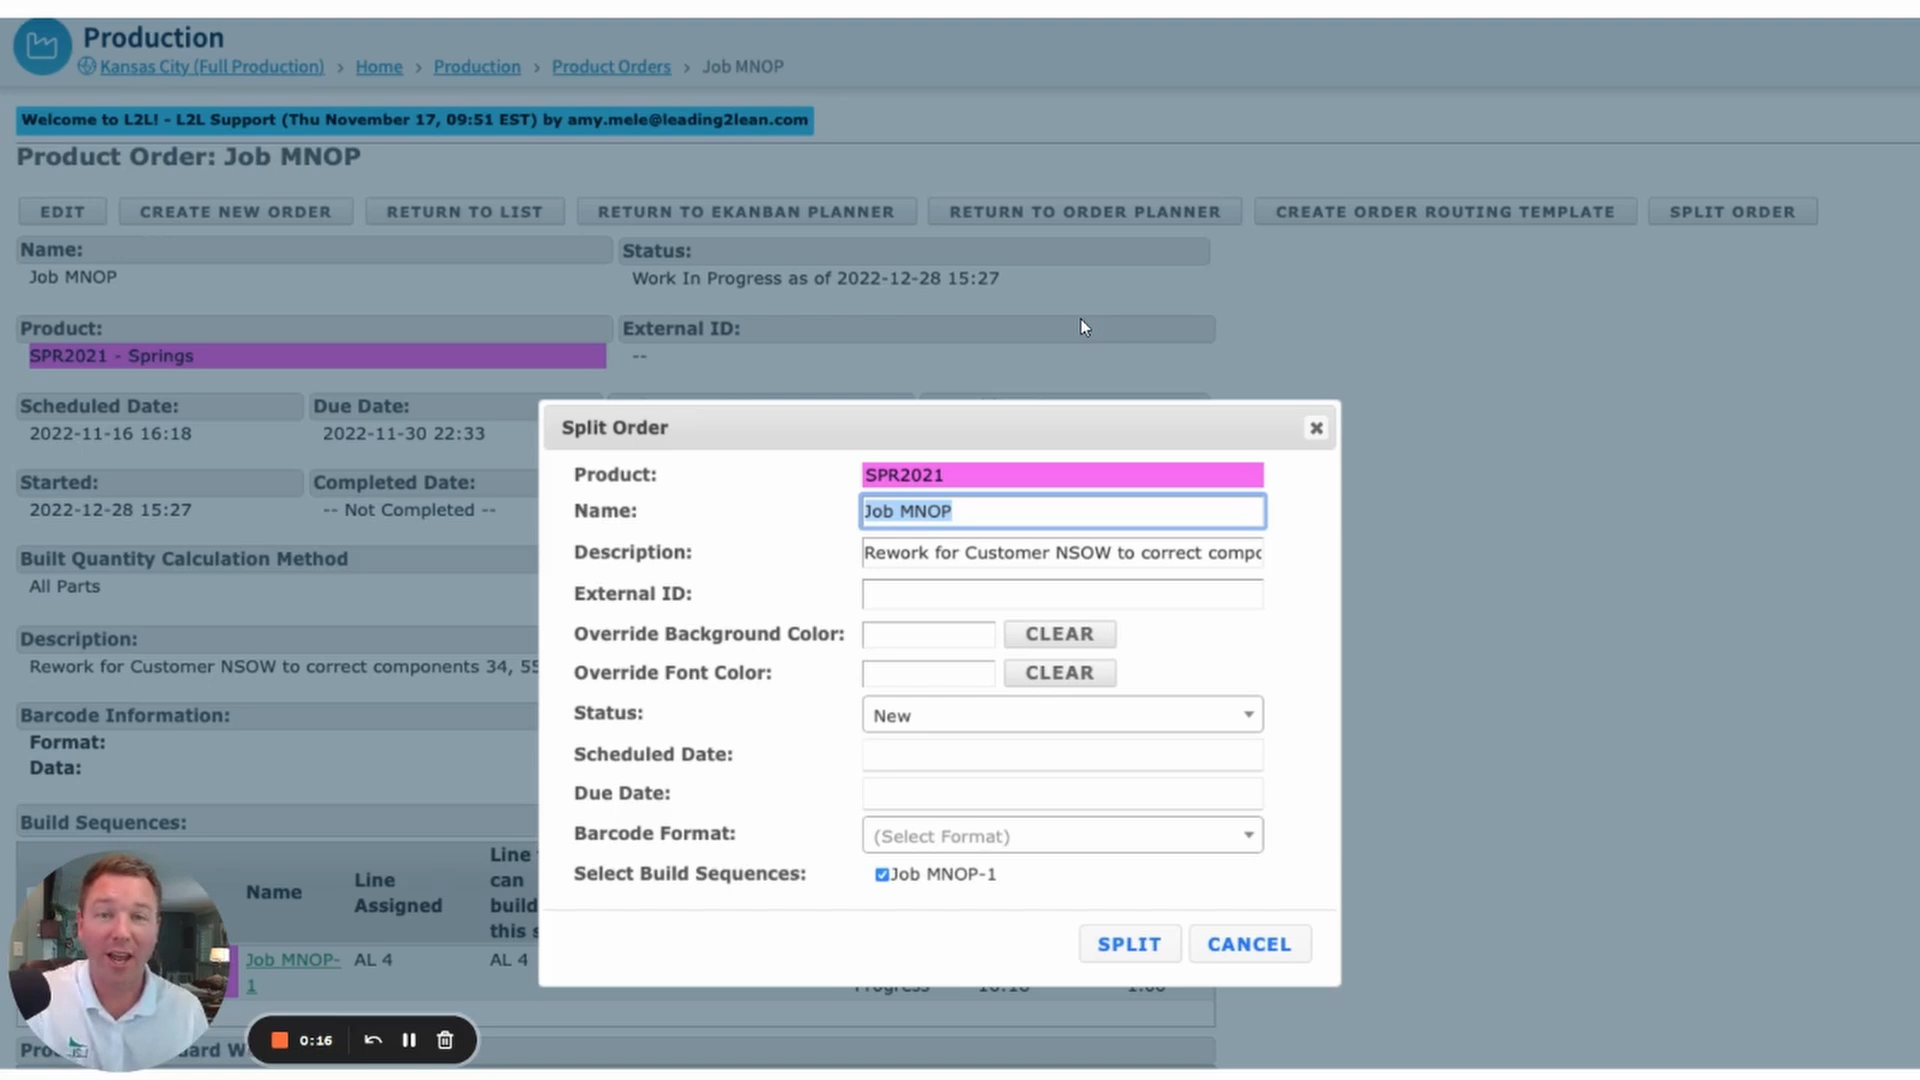 Production
Kansas City (Full Production) › Home › Production › Product Orders › Job MNOP
Welcome to L2L! - L2L Support (Thu November 17, 09:51 EST) by amy.mele@leading2lean.com
Product Order: Job MNOP
EDIT CREATE NEW ORDER RETURN TO LIST RETURN TO EKANBAN PLANNER RETURN TO ORDER PLANNER CREATE ORDER ROUTING TEMPLATE SPLIT ORDER
Name: Status:
Job MNOP Work In Progress as of 2022-12-28 15:27
Product: External ID:
SPR2021 - Springs --
Scheduled Date: Due Date:
2022-11-16 16:18 2022-11-30 22:33
Started: Completed Date:
2022-12-28 15:27 -- Not Completed --
Built Quantity Calculation Method
All Parts
Description:
Rework for Customer NSOW to correct components 34, 55
Barcode Information:
Format:
Data:
Build Sequences:
Name
Line
Assigned
Line
can
build
this
Job MNOP-
1
AL 4 AL 4
Split Order
Product: SPR2021
Name: Job MNOP
Description: Rework for Customer NSOW to correct compo
External ID:
Override Background Color: CLEAR
Override Font Color: CLEAR
Status: New
Scheduled Date:
Due Date:
Barcode Format: (Select Format)
Select Build Sequences: Job MNOP-1
SPLIT CANCEL
0:16